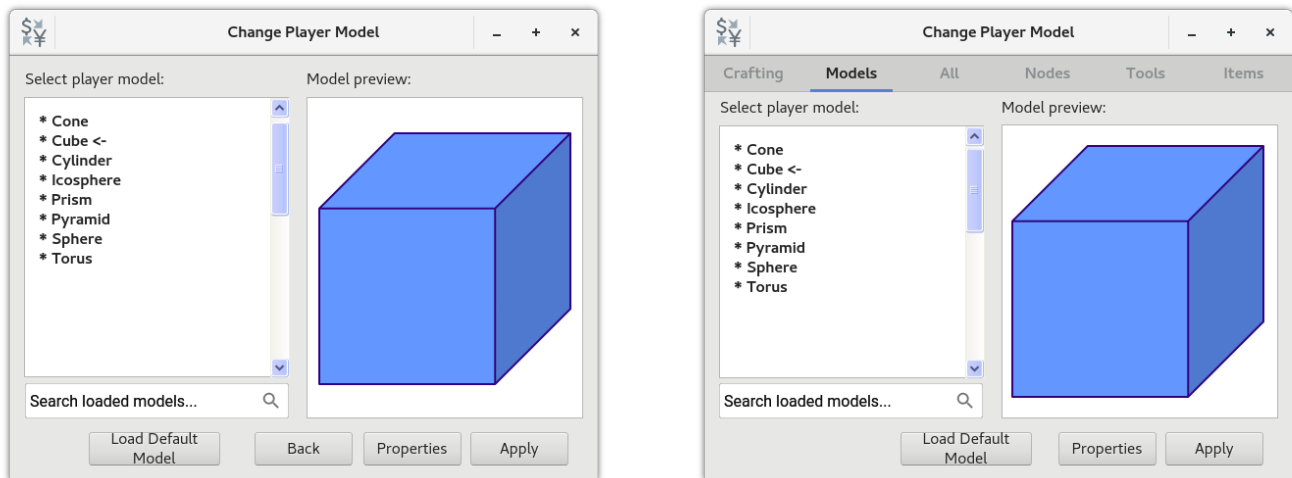 Change Player Model
Select player model:
Model preview:
* Cone
* Cube <-
* Cylinder
* Icosphere
* Prism
* Pyramid
* Sphere
* Torus
Search loaded models...
Load Default
Model
Back
Properties
Apply
Change Player Model
Crafting
Models
All
Nodes
Tools
Items
Select player model:
Model preview:
* Cone
* Cube <-
* Cylinder
* Icosphere
* Prism
* Pyramid
* Sphere
* Torus
Search loaded models...
Load Default
Model
Properties
Apply